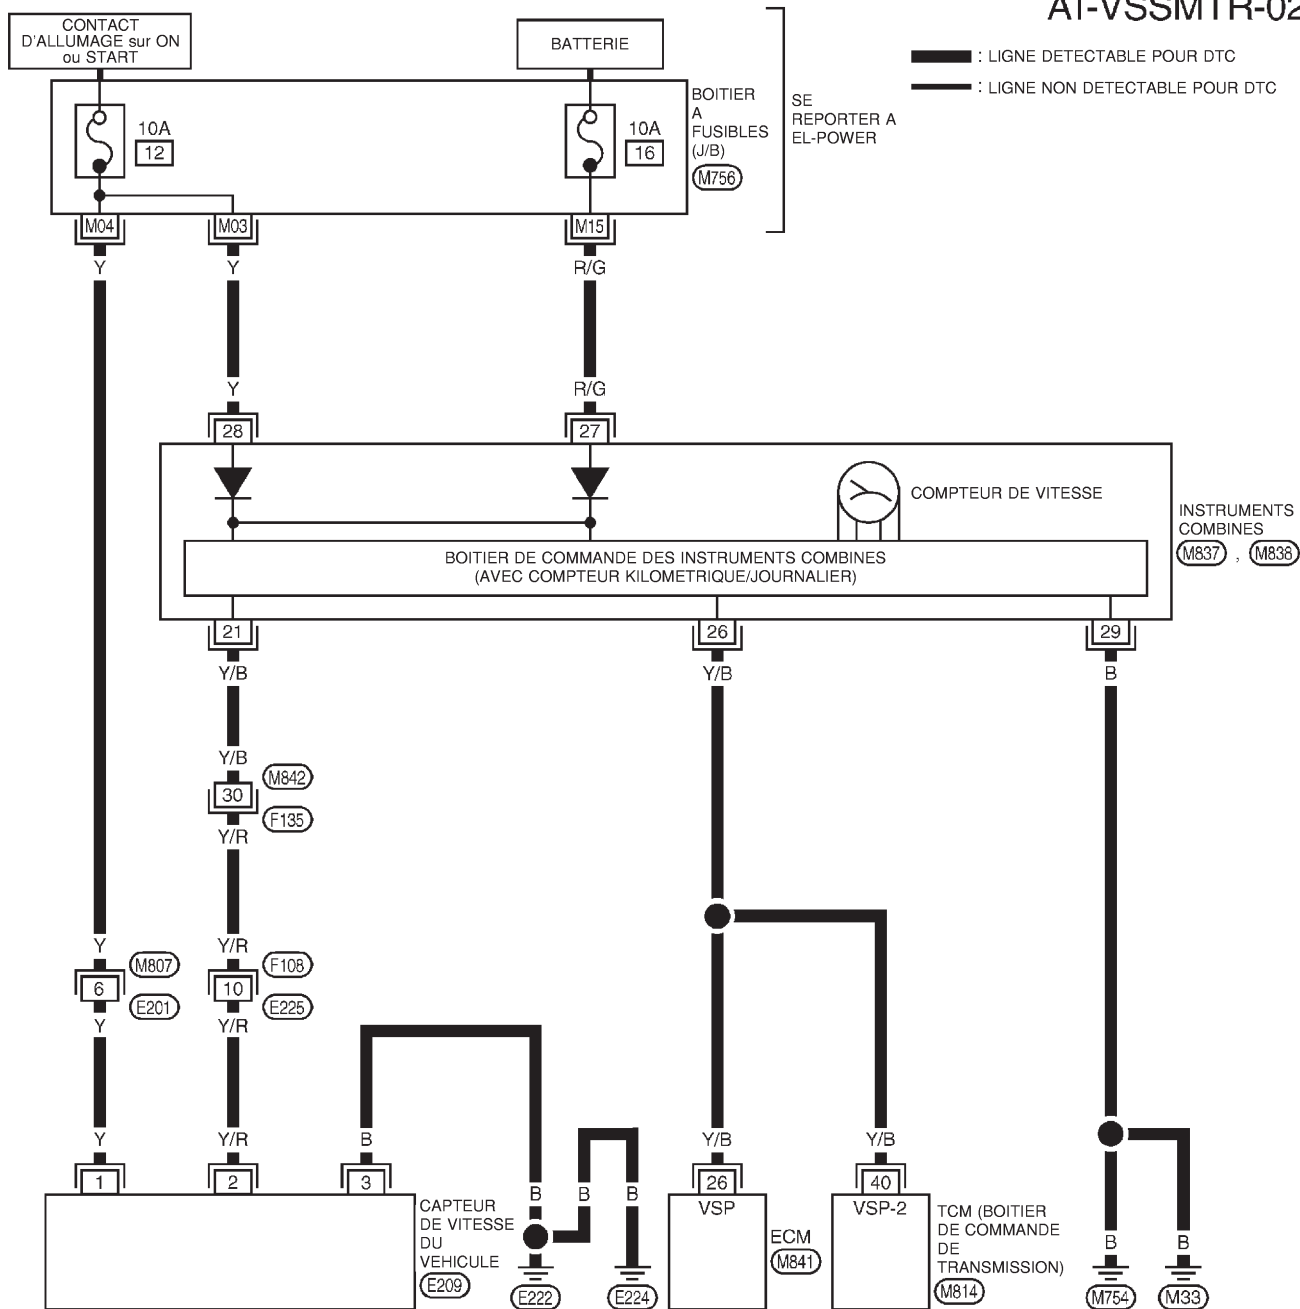 AT-VSSMTR-02
CONTACT
D'ALLUMAGE sur ON
ou START
BATTERIE
: LIGNE DETECTABLE POUR DTC
: LIGNE NON DETECTABLE POUR DTC
10A
12
10A
16
BOITIER
A
FUSIBLES
(J/B)
M756
SE
REPORTER A
EL-POWER
M04
M03
M15
Y
Y
R/G
Y
R/G
28
27
COMPTEUR DE VITESSE
INSTRUMENTS
COMBINES
M837 , M838
BOITIER DE COMMANDE DES INSTRUMENTS COMBINES
(AVEC COMPTEUR KILOMETRIQUE/JOURNALIER)
21
26
29
Y/B
Y/B
B
Y/B
M842
30
F135
Y/R
Y
Y/R
M807
F108
6
10
E201
E225
Y
Y/R
Y
Y/R
B
Y/B
Y/B
1
2
3
26
40
VSP
VSP-2
CAPTEUR
DE VITESSE
DU
VEHICULE
E209
B
B
B
E222
E224
ECM
M841
TCM (BOITIER
DE COMMANDE
DE
TRANSMISSION)
M814
B
B
M754
M33